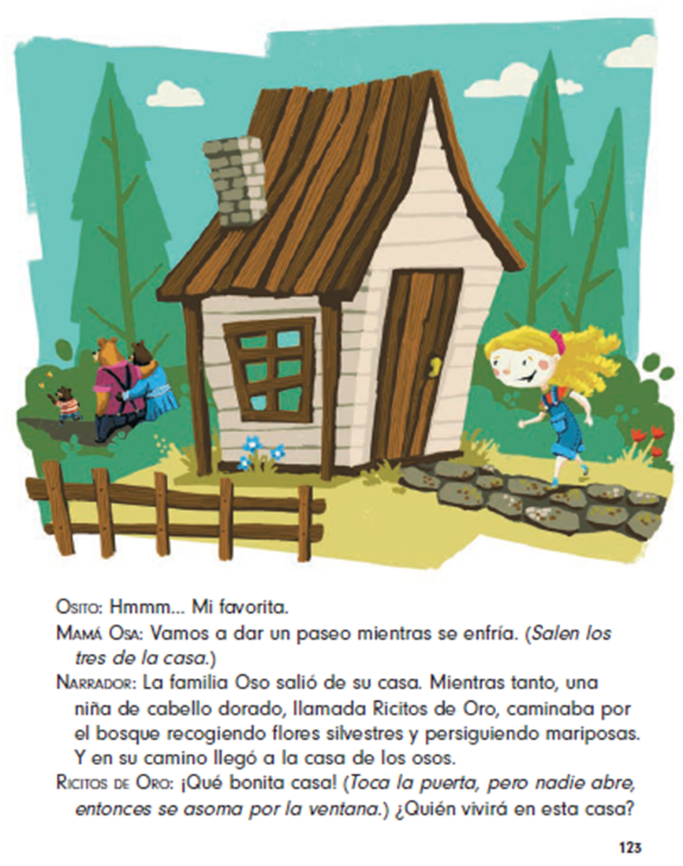 OSITO: Hmmm... Mi favorita.
MAMÁ OSA: Vamos a dar un paseo mientras se enfría. (Salen los
tres de la casa.)
NARRADOR: La familia Oso salió de su casa. Mientras tanto, una
niña de cabello dorado, llamada Ricitos de Oro, caminaba por
el bosque recogiendo flores silvestres y persiguiendo mariposas.
Y en su camino llegó a la casa de los osos.
RICITOS DE ORO: ¡Qué bonita casa! (Toca la puerta, pero nadie abre,
entonces se asoma por la ventana.) ¿Quién vivirá en esta casa?
123